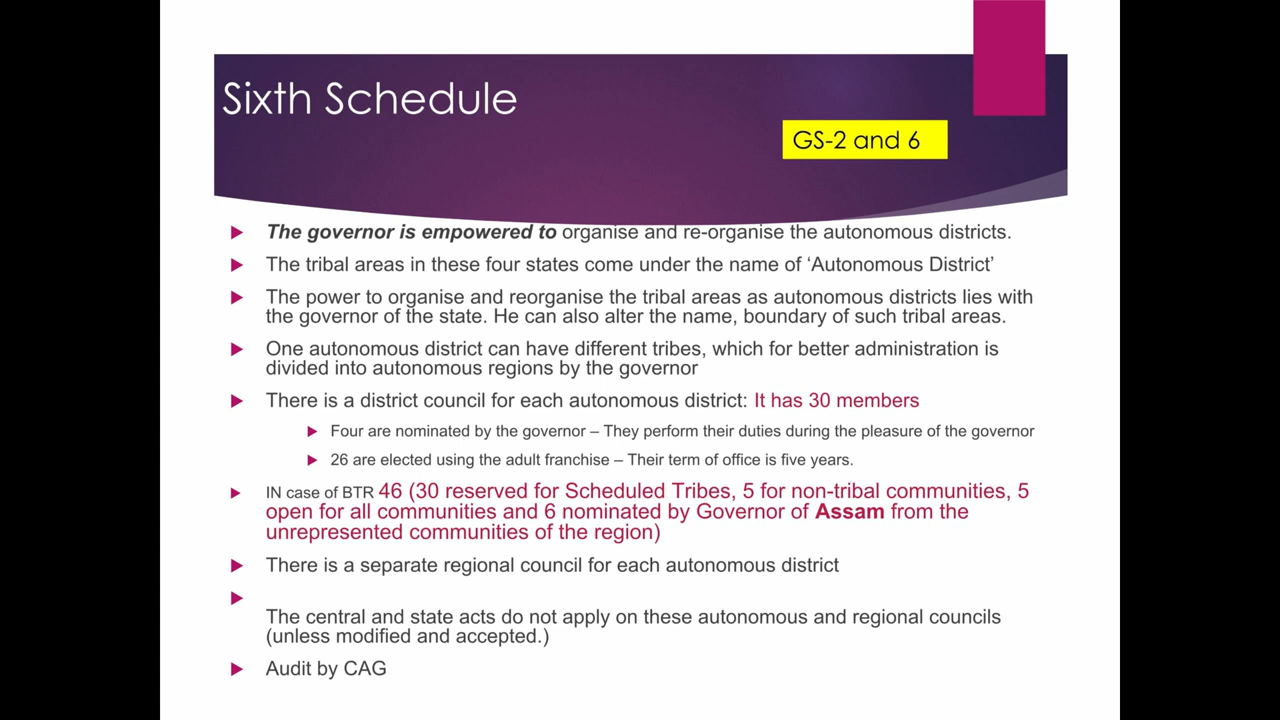 Sixth Schedule
GS-2 and 6
The governor is empowered to organise and re-organise the autonomous districts.
The tribal areas in these four states come under the name of ‘Autonomous District’
The power to organise and reorganise the tribal areas as autonomous districts lies with
the governor of the state. He can also alter the name, boundary of such tribal areas.
One autonomous district can have different tribes, which for better administration is
divided into autonomous regions by the governor
There is a district council for each autonomous district: It has 30 members
Four are nominated by the governor – They perform their duties during the pleasure of the governor
26 are elected using the adult franchise – Their term of office is five years.
IN case of BTR 46 (30 reserved for Scheduled Tribes, 5 for non-tribal communities, 5
open for all communities and 6 nominated by Governor of Assam from the
unrepresented communities of the region)
There is a separate regional council for each autonomous district
The central and state acts do not apply on these autonomous and regional councils
(unless modified and accepted.)
Audit by CAG